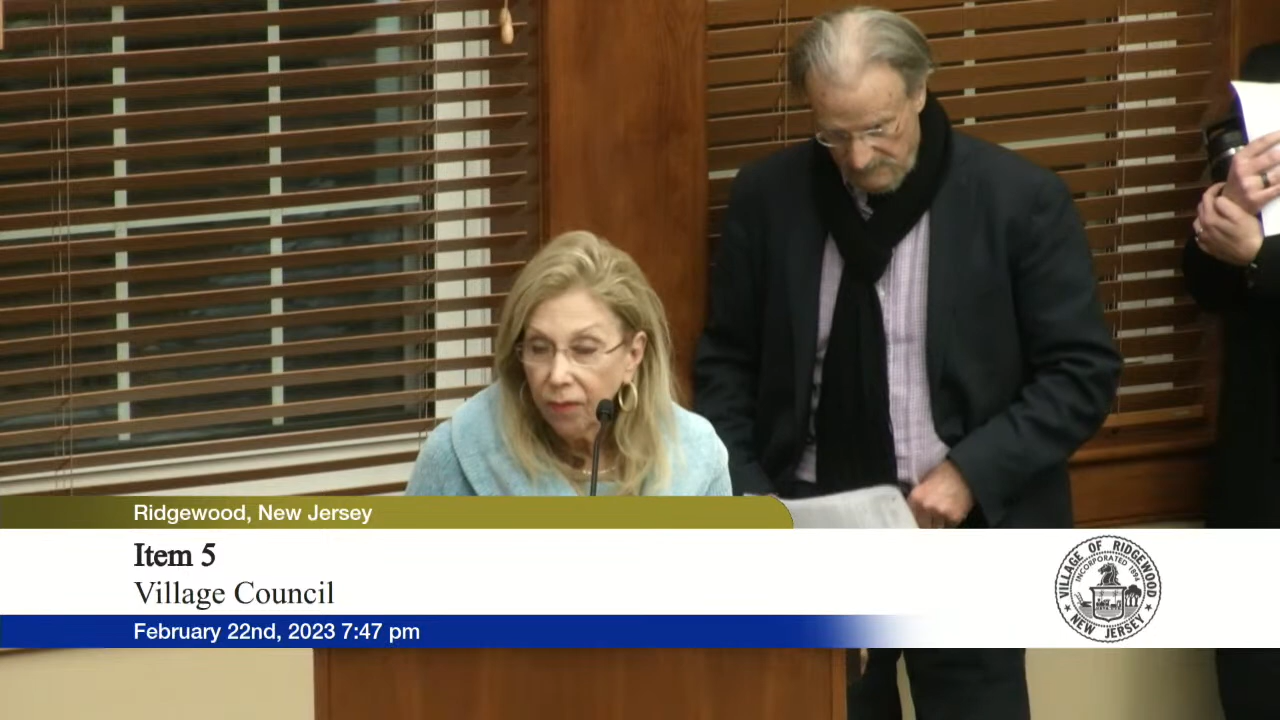 Ridgewood, New Jersey
Item 5
Village Council
February 22nd, 2023 7:47 pm
VILLAGE OF RIDGEWOOD
INCORPORATED 1894
NEW JERSEY